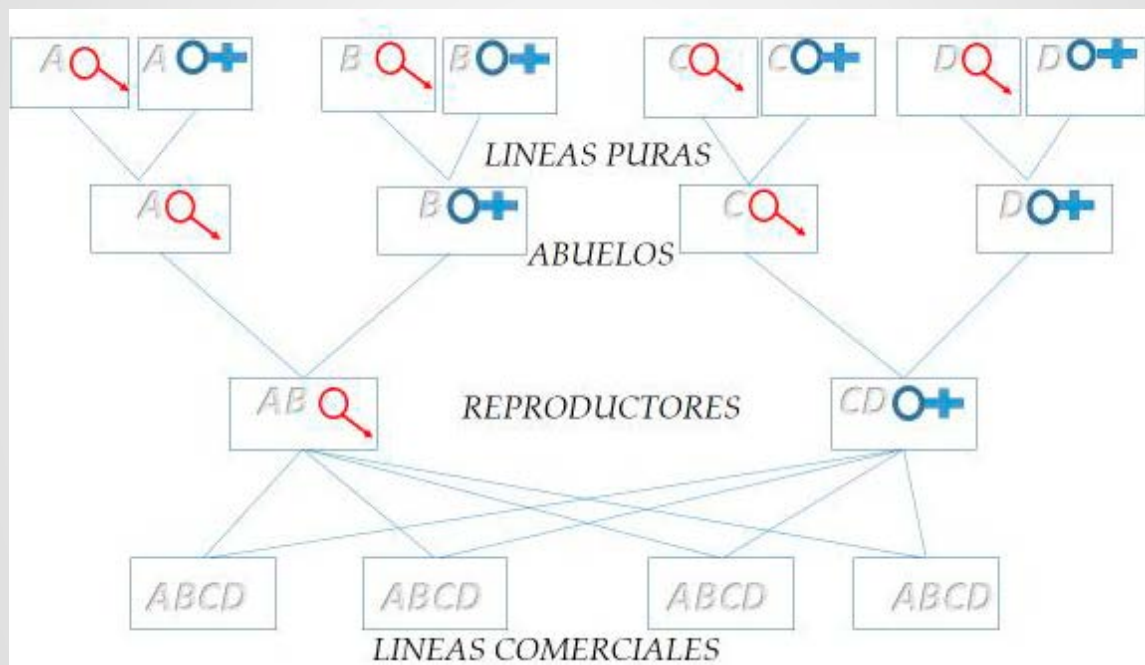 A A B B C C D D
LINEAS PURAS
A B C D
ABUELOS
AB REPRODUCTORES CD
ABCD ABCD ABCD ABCD
LINEAS COMERCIALES